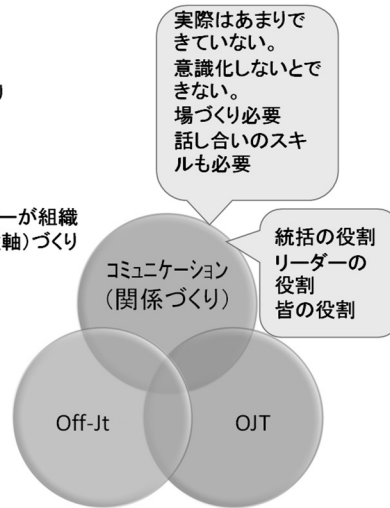 実際はあまりで
きていない。
意識化しないとで
きない。
場づくり必要
話し合いのスキ
ルも必要
り
ーが組織
軸）づくり
統括の役割
リーダーの
役割
皆の役割
コミュニケーション
（関係づくり）
Off-Jt
OJT